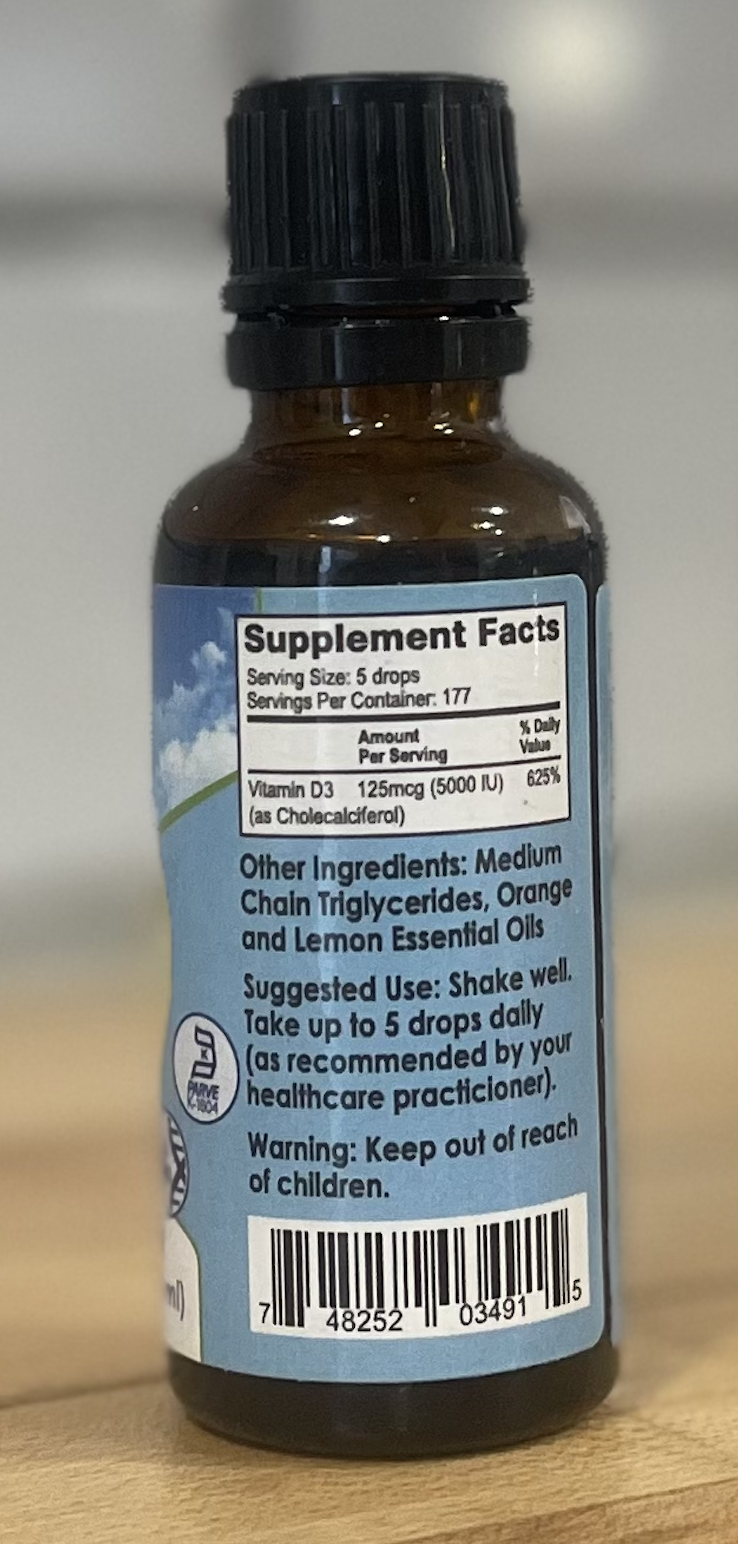 Supplement Facts
Serving Size: 5 drops
Servings Per Container: 177
Amount
Per Serving
% Daily
Value
Vitamin D3 125mcg (5000 IU) 625%
(as Cholecalciferol)
Other Ingredients: Medium
Chain Triglycerides, Orange
and Lemon Essential Oils
Suggested Use: Shake well.
Take up to 5 drops daily
(as recommended by your
healthcare practicioner).
Warning: Keep out of reach
of children.
K
PARVE
K-1804
ml)
7 48252 03491 5